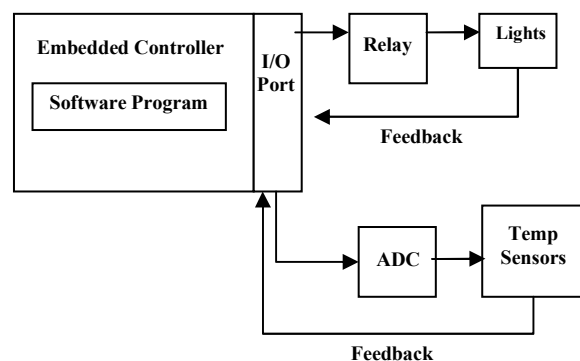 Embedded Controller
Software Program
I/O
Port
Relay
Lights
Feedback
ADC
Temp
Sensors
Feedback